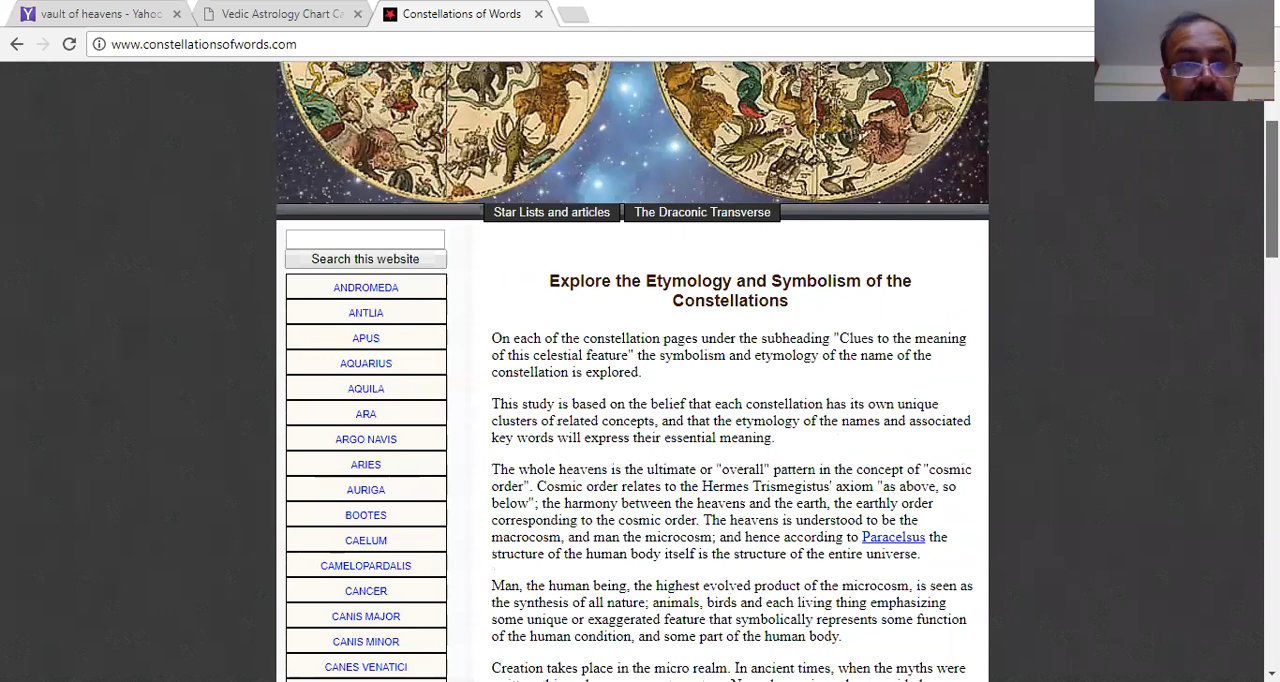 vault of heavens - Yahoc
Vedic Astrology Chart Ca
Constellations of Words
www.constellationsofwords.com
Star Lists and articles
The Draconic Transverse
Search this website
ANDROMEDA
ANTLIA
APUS
AQUARIUS
AQUILA
ARA
ARGO NAVIS
ARIES
AURIGA
BOOTES
CAELUM
CAMELOPARDALIS
CANCER
CANIS MAJOR
CANIS MINOR
CANES VENATICI
Explore the Etymology and Symbolism of the
Constellations
On each of the constellation pages under the subheading "Clues to the meaning
of this celestial feature" the symbolism and etymology of the name of the
constellation is explored.
This study is based on the belief that each constellation has its own unique
clusters of related concepts, and that the etymology of the names and associated
key words will express their essential meaning.
The whole heavens is the ultimate or "overall" pattern in the concept of "cosmic
order". Cosmic order relates to the Hermes Trismegistus' axiom "as above, so
below"; the harmony between the heavens and the earth, the earthly order
corresponding to the cosmic order. The heavens is understood to be the
macrocosm, and man the microcosm; and hence according to Paracelsus the
structure of the human body itself is the structure of the entire universe.
Man, the human being, the highest evolved product of the microcosm, is seen as
the synthesis of all nature; animals, birds and each living thing emphasizing
some unique or exaggerated feature that symbolically represents some function
of the human condition, and some part of the human body.
Creation takes place in the micro realm. In ancient times, when the myths were